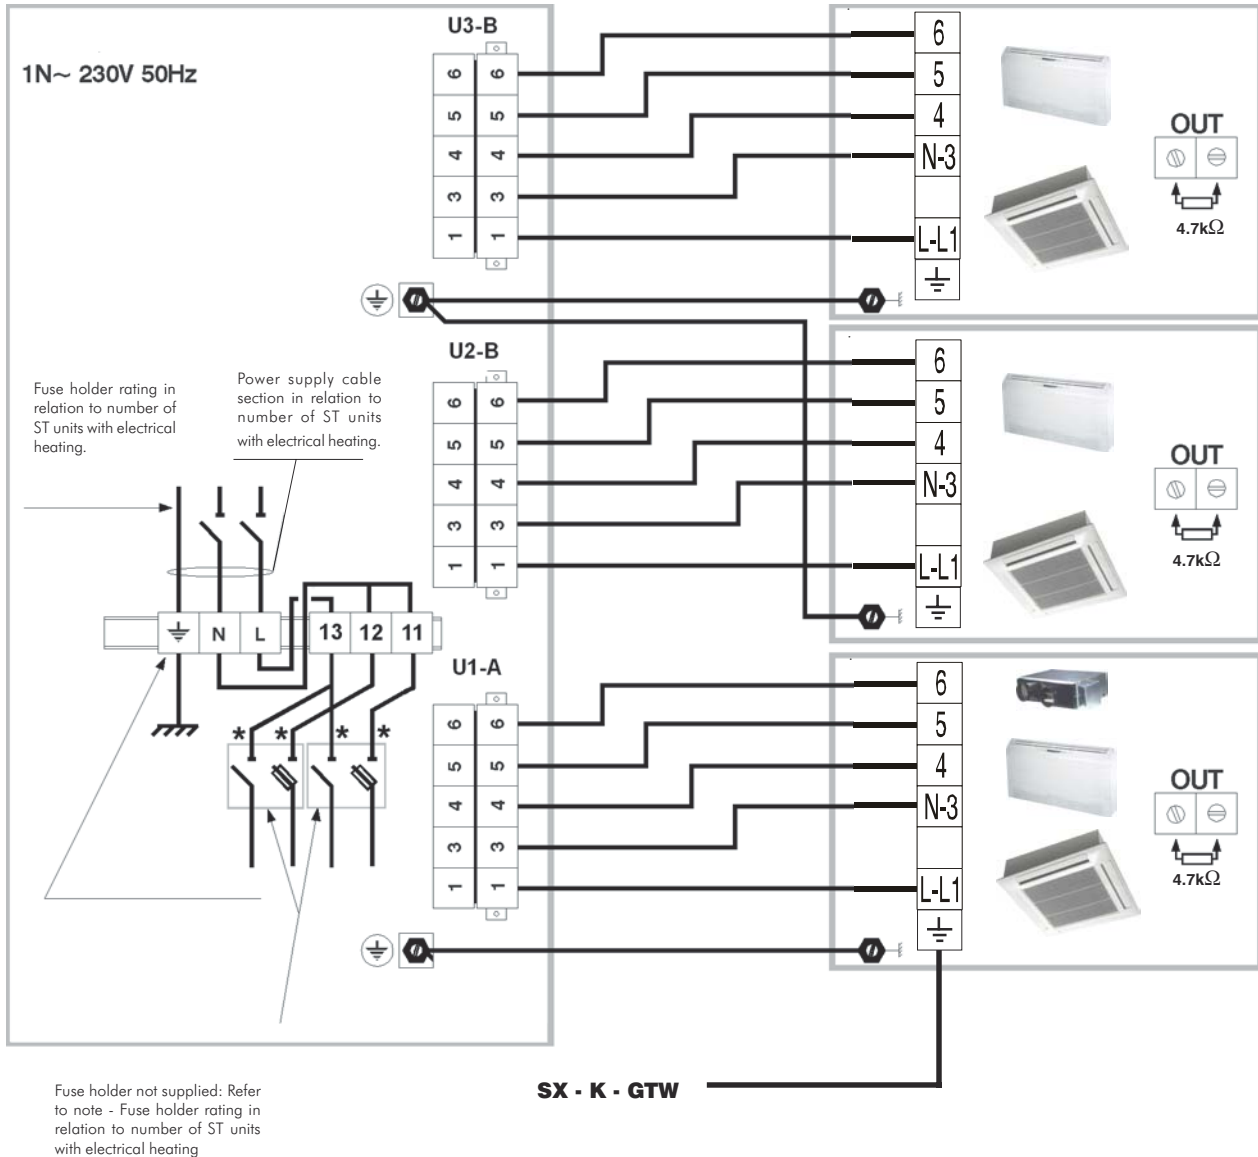 1N~ 230V 50Hz
U3-B
6 6
5 5
4 4
3 3
1 1
6
5
4
N-3
L-L1
OUT
4.7kΩ
Fuse holder rating in
relation to number of
ST units with electrical
heating.
Power supply cable
section in relation to
number of ST units
with electrical heating.
U2-B
6 6
5 5
4 4
3 3
1 1
6
5
4
N-3
L-L1
OUT
4.7kΩ
N L 13 12 11
* * * *
U1-A
6 6
5 5
4 4
3 3
1 1
6
5
4
N-3
L-L1
OUT
4.7kΩ
SX - K - GTW
Fuse holder not supplied: Refer
to note - Fuse holder rating in
relation to number of ST units
with electrical heating